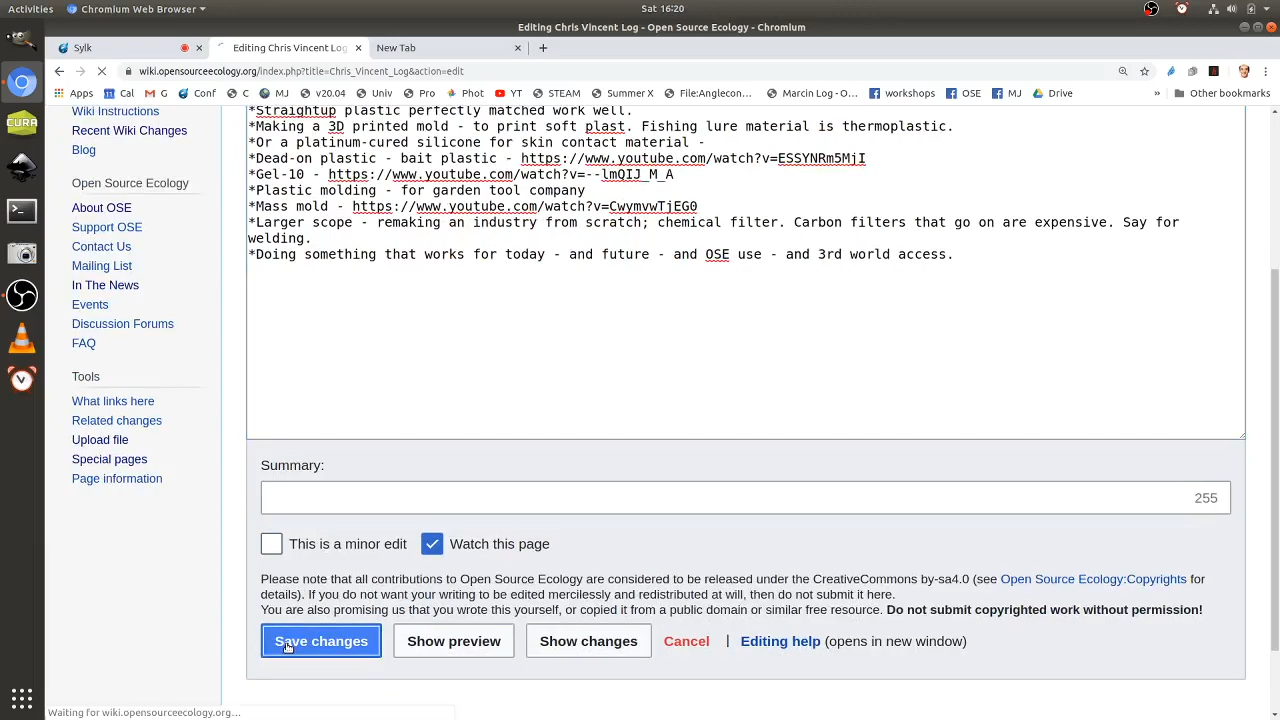 Activities
Chromium Web Browser
Sat 16:20
Editing Chris Vincent Log - Open Source Ecology - Chromium
Sylk
Editing Chris Vincent Log
New Tab
wiki.opensourceecology.org/index.php?title=Chris_Vincent_Log&action=edit
Apps
Cal
G
Conf
C
MJ
v20.04
Univ
Pro
Phot
YT
STEAM
Summer X
File:Anglecon...
Marcin Log - O...
workshops
OSE
MJ
Drive
»
Other bookmarks
CURA
Wiki Instructions
Recent Wiki Changes
Blog
Open Source Ecology
About OSE
Support OSE
Contact Us
Mailing List
In The News
Events
Discussion Forums
FAQ
Tools
What links here
Related changes
Upload file
Special pages
Page information
*Straightup plastic perfectly matched work well.
*Making a 3D printed mold - to print soft plast. Fishing lure material is thermoplastic.
*Or a platinum-cured silicone for skin contact material -
*Dead-on plastic - bait plastic - https://www.youtube.com/watch?v=ESSYNRm5MjI
*Gel-10 - https://www.youtube.com/watch?v=--lmQIJ_M_A
*Plastic molding - for garden tool company
*Mass mold - https://www.youtube.com/watch?v=CwymvwTjEG0
*Larger scope - remaking an industry from scratch; chemical filter. Carbon filters that go on are expensive. Say for
welding.
*Doing something that works for today - and future - and OSE use - and 3rd world access.
Summary:
255
This is a minor edit
Watch this page
Please note that all contributions to Open Source Ecology are considered to be released under the CreativeCommons by-sa4.0 (see Open Source Ecology:Copyrights for
details). If you do not want your writing to be edited mercilessly and redistributed at will, then do not submit it here.
You are also promising us that you wrote this yourself, or copied it from a public domain or similar free resource. Do not submit copyrighted work without permission!
Save changes
Show preview
Show changes
Cancel
|
Editing help (opens in new window)
Waiting for wiki.opensourceecology.org...